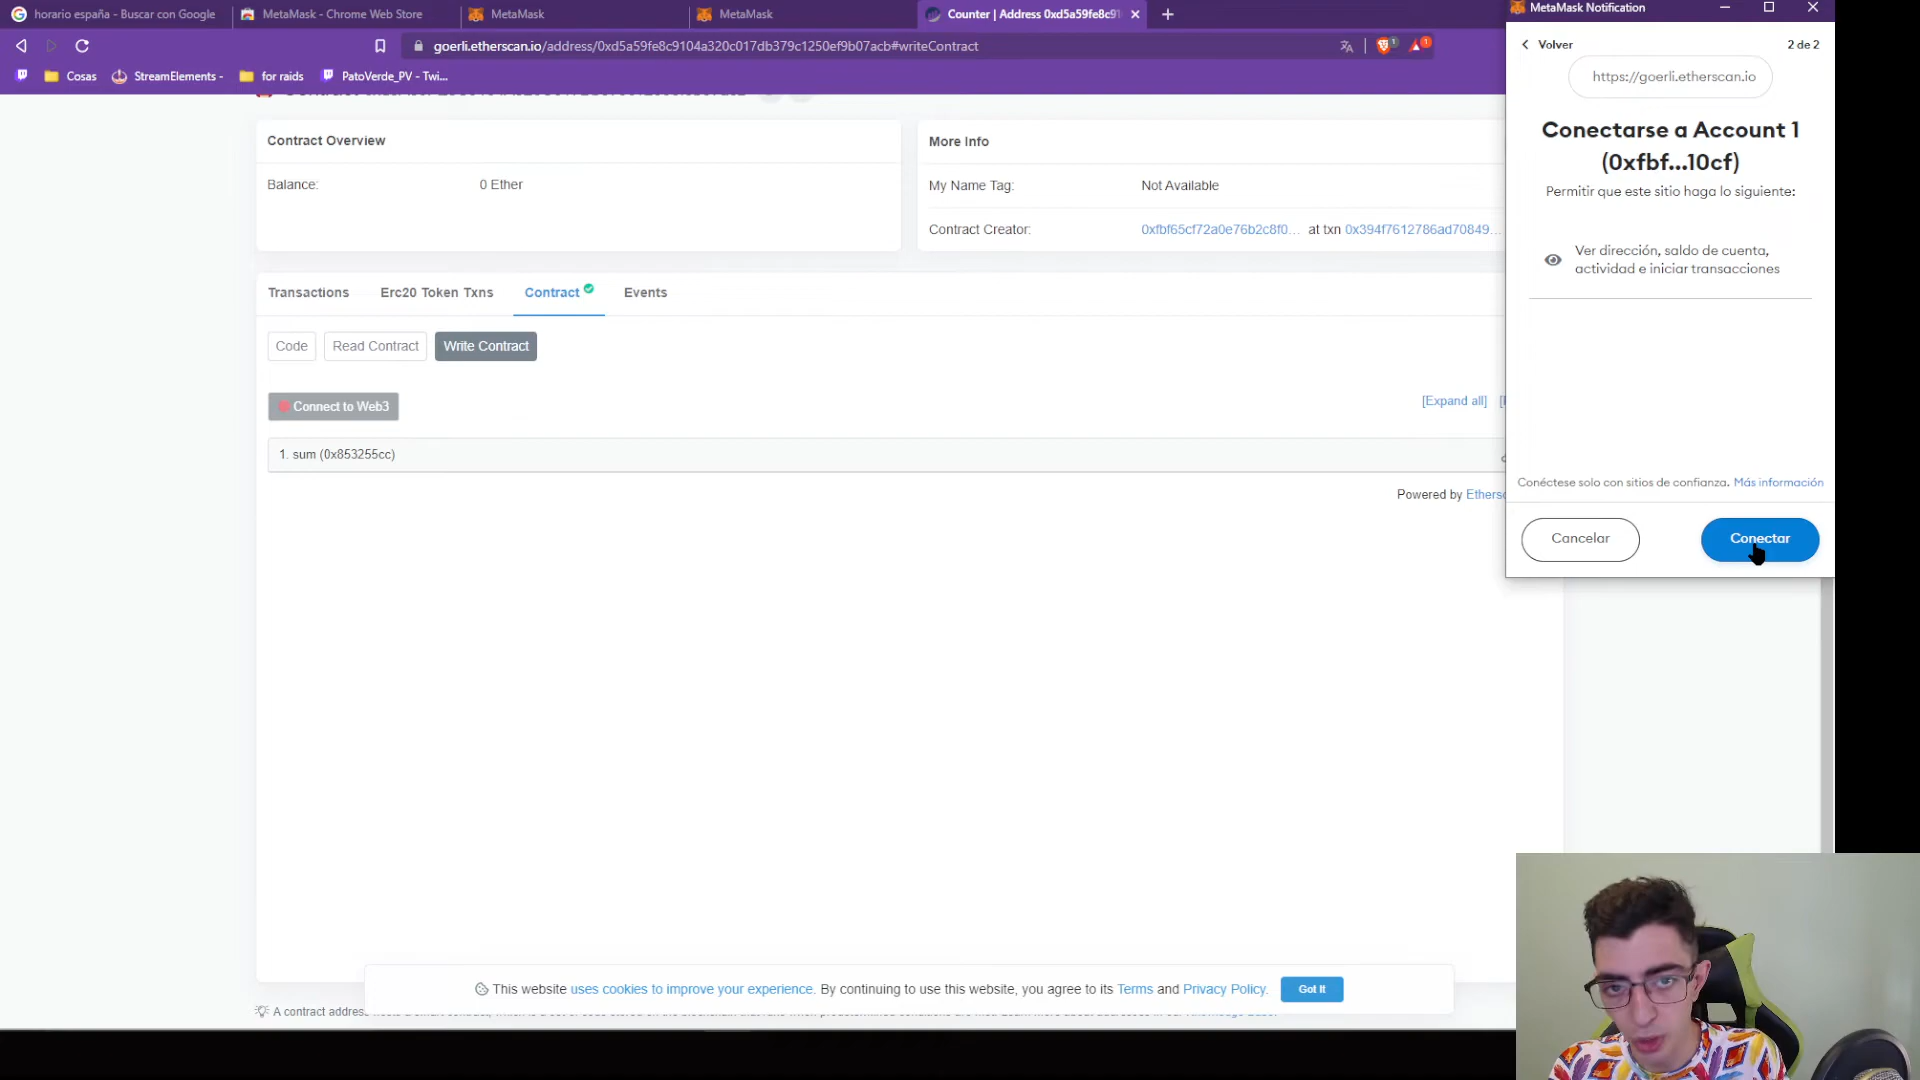 horario españa - Buscar con Google
MetaMask - Chrome Web Store
MetaMask
MetaMask
Counter | Address 0xd5a59fe8c91
goerli.etherscan.io/address/0xd5a59fe8c9104a320c017db379c1250ef9b07acb#writeContract
Cosas
StreamElements -
for raids
PatoVerde_PV - Twi...
Contract Overview
Balance:
0 Ether
More Info
My Name Tag:
Not Available
Contract Creator:
0xfbf65cf72a0e76b2c8f0... at txn 0x394f7612786ad70849...
Transactions
Erc20 Token Txns
Contract
Events
Code
Read Contract
Write Contract
Connect to Web3
[Expand all]
1. sum (0x853255cc)
Powered by Ethersc
This website uses cookies to improve your experience. By continuing to use this website, you agree to its Terms and Privacy Policy.
Got It
A contract address
MetaMask Notification
Volver
2 de 2
https://goerli.etherscan.io
Conectarse a Account 1
(0xfbf...10cf)
Permitir que este sitio haga lo siguiente:
Ver dirección, saldo de cuenta,
actividad e iniciar transacciones
Conéctese solo con sitios de confianza. Más información
Cancelar
Conectar